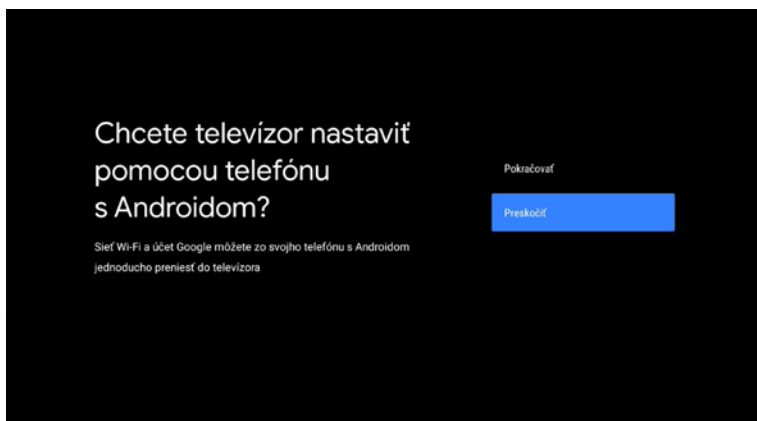 Chcete televízor nastaviť
pomocou telefónu
s Androidom?
Sieť Wi-Fi a účet Google môžete zo svojho telefónu s Androidom
jednoducho preniesť do televízora
Pokračovať
Preskočiť